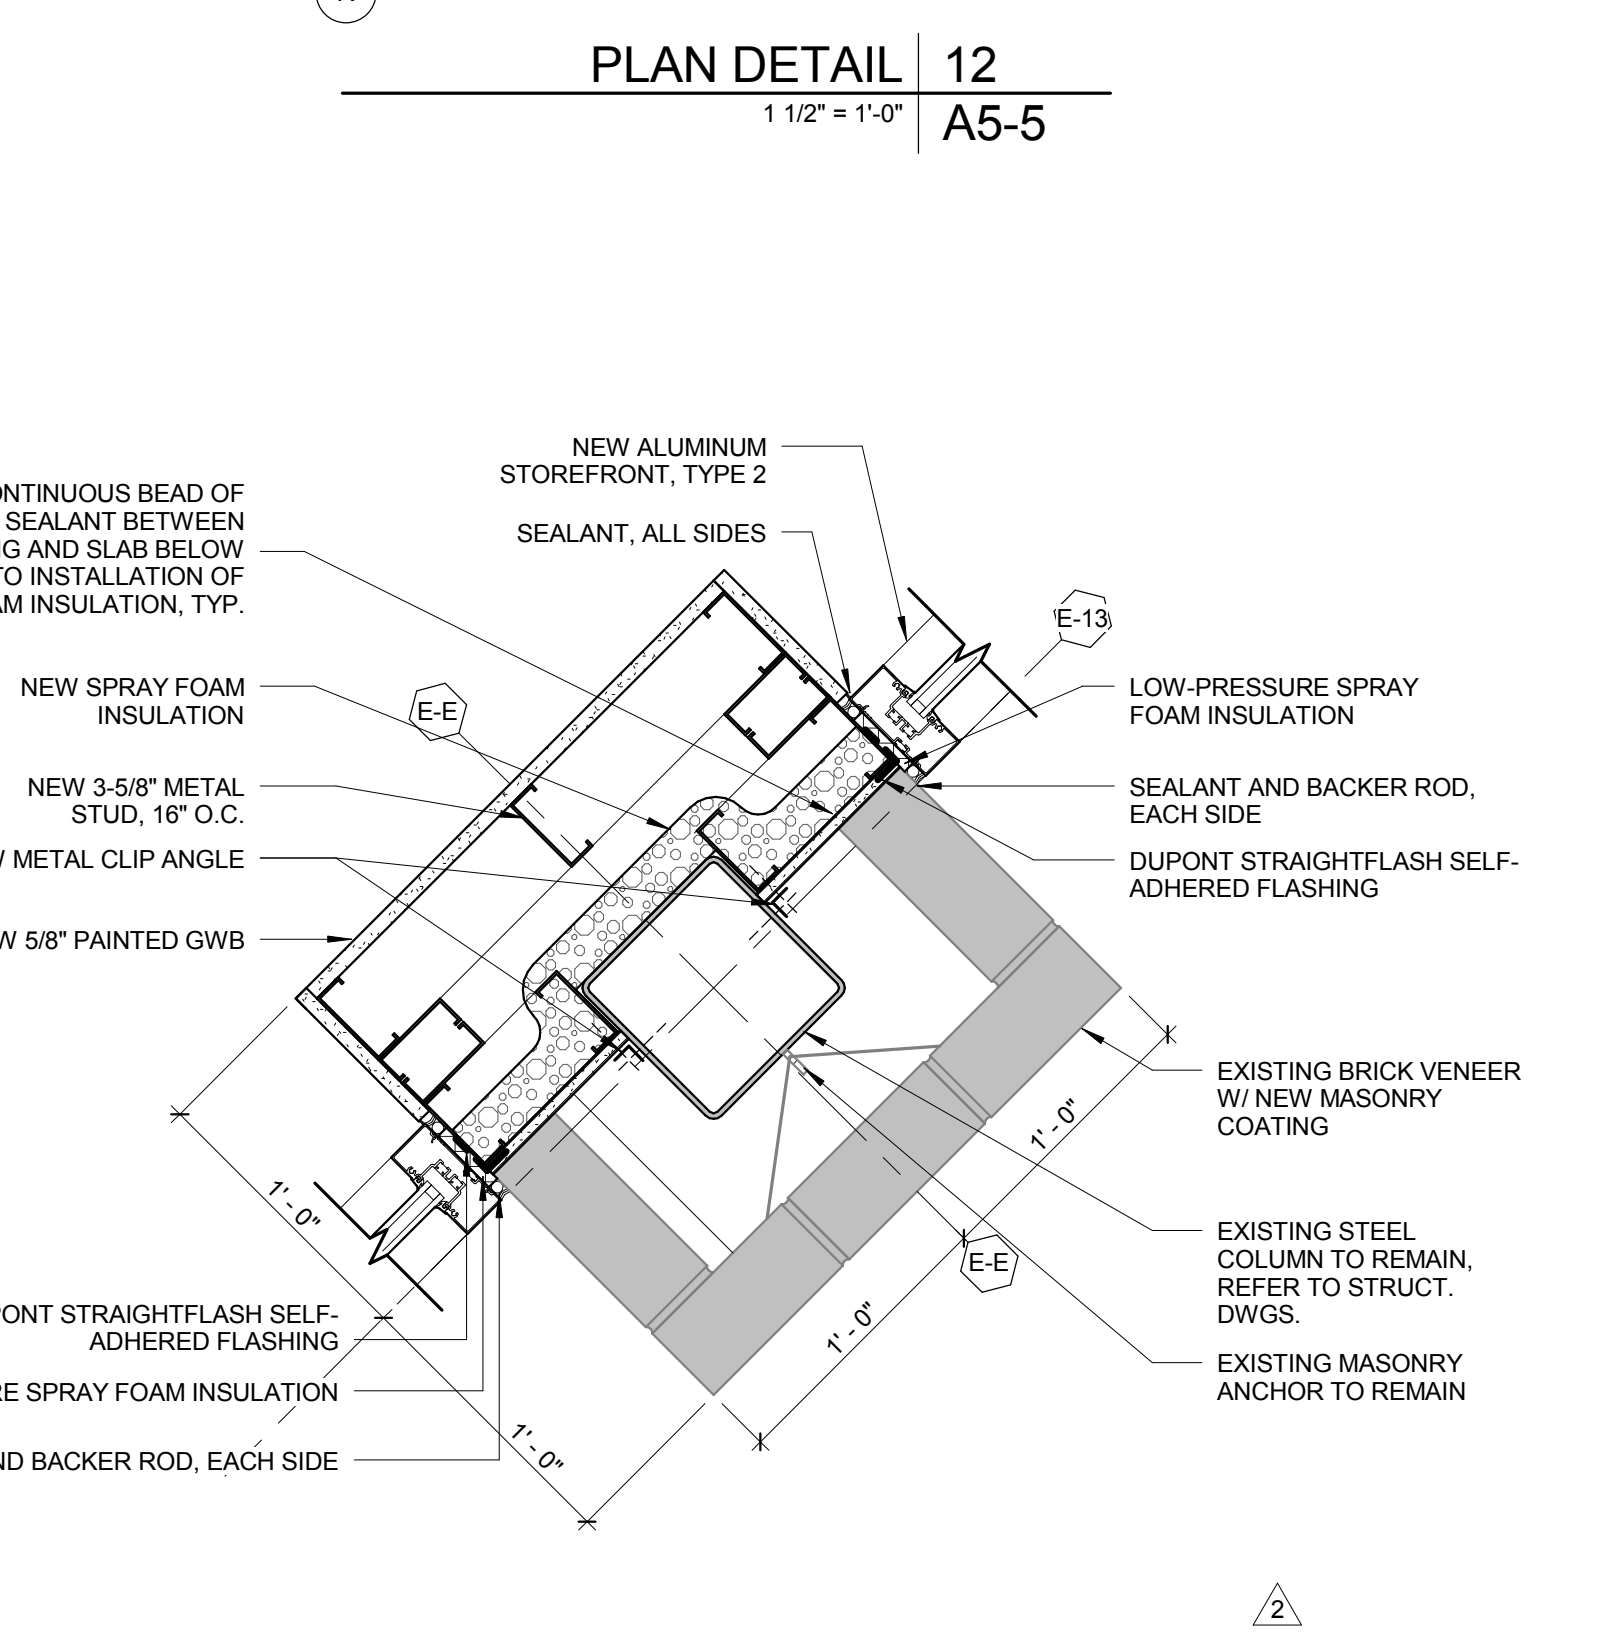 PLAN DETAIL 12
1 1/2" = 1'-0" A5-5
NEW ALUMINUM
STOREFRONT, TYPE 2
SEALANT, ALL SIDES
SEALANT BETWEEN
AND SLAB BELOW
TO INSTALLATION OF
INSULATION, TYP.
BEAD OF
NEW SPRAY FOAM
INSULATION
E-E
NEW 3-5/8" METAL
STUD, 16" O.C.
METAL CLIP ANGLE
5/8" PAINTED GWB
E-13
LOW-PRESSURE SPRAY
FOAM INSULATION
SEALANT AND BACKER ROD,
EACH SIDE
DUPONT STRAIGHTFLASH SELF-
ADHERED FLASHING
EXISTING BRICK VENEER
W/ NEW MASONRY
COATING
1' - 0"
1' - 0"
1' - 0"
1' - 0"
E-E
EXISTING STEEL
COLUMN TO REMAIN,
REFER TO STRUCT.
DWGS.
EXISTING MASONRY
ANCHOR TO REMAIN
STRAIGHTFLASH SELF-
ADHERED FLASHING
SPRAY FOAM INSULATION
BACKER ROD, EACH SIDE
2